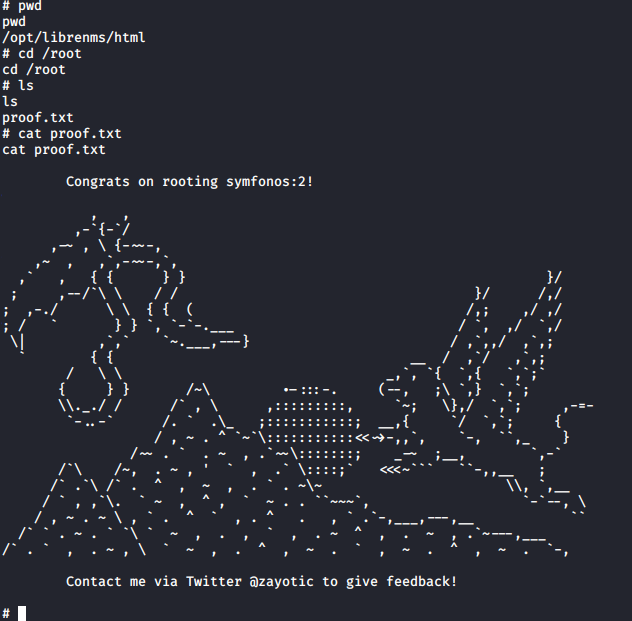 # pwd
pwd
/opt/librenms/html
# cd /root
cd /root
# ls
ls
proof.txt
# cat proof.txt
cat proof.txt
Congrats on rooting symfonos:2!
Contact me via Twitter @zayotic to give feedback!
#